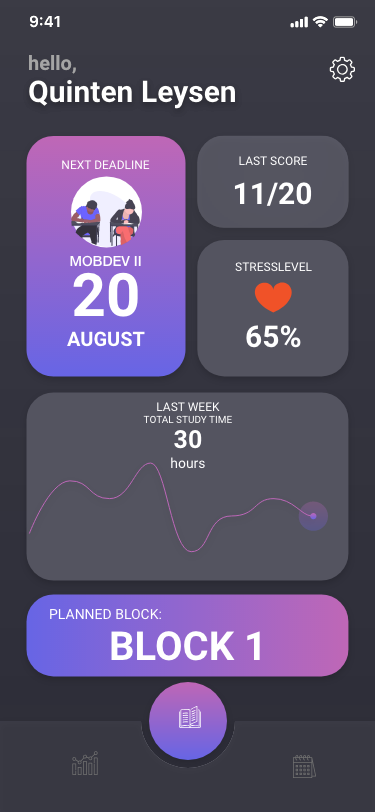 9:41
hello,
Quinten Leysen
NEXT DEADLINE
MOBDEV II
20
AUGUST
LAST SCORE
11/20
STRESSLEVEL
65%
LAST WEEK
TOTAL STUDY TIME
30
hours
PLANNED BLOCK:
BLOCK 1